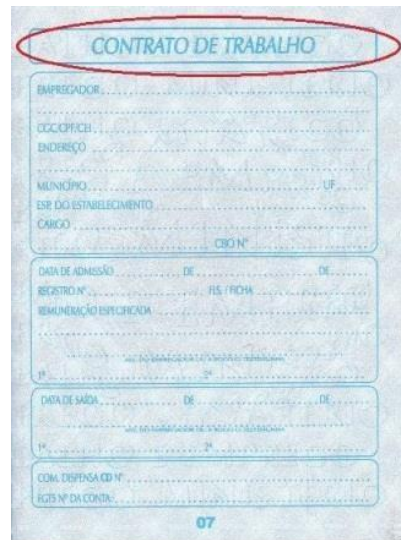 CONTRATO DE TRABALHO
EMPREGADOR
CGC/CPF/CEI
ENDEREÇO
MUNICÍPIO UF
ESP. DO ESTABELECIMENTO
CARGO
CBO Nº
DATA DE ADMISSÃO DE DE
REGISTRO Nº FLS. / FICHA
REMUNERAÇÃO ESPECIFICADA
1º 2º
DATA DE SAÍDA DE DE
1º 2º
COM. DISPENSA CD Nº
FGTS Nº DA CONTA:
07